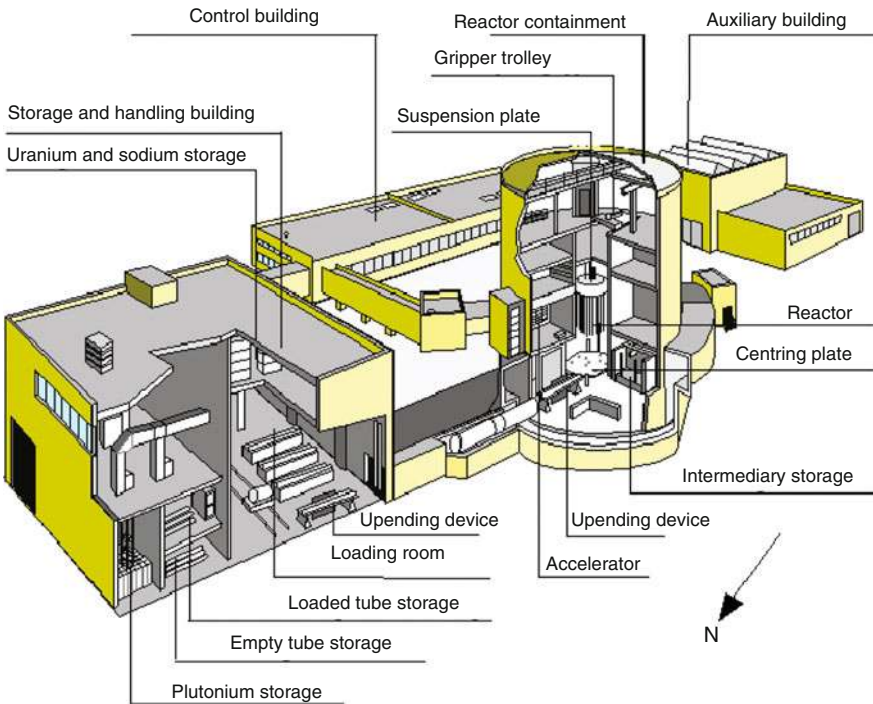 Control building
Reactor containment
Auxiliary building
Gripper trolley
Storage and handling building
Suspension plate
Uranium and sodium storage
Reactor
Centring plate
Intermediary storage
Upending device
Upending device
Loading room
Accelerator
Loaded tube storage
N
Empty tube storage
Plutonium storage